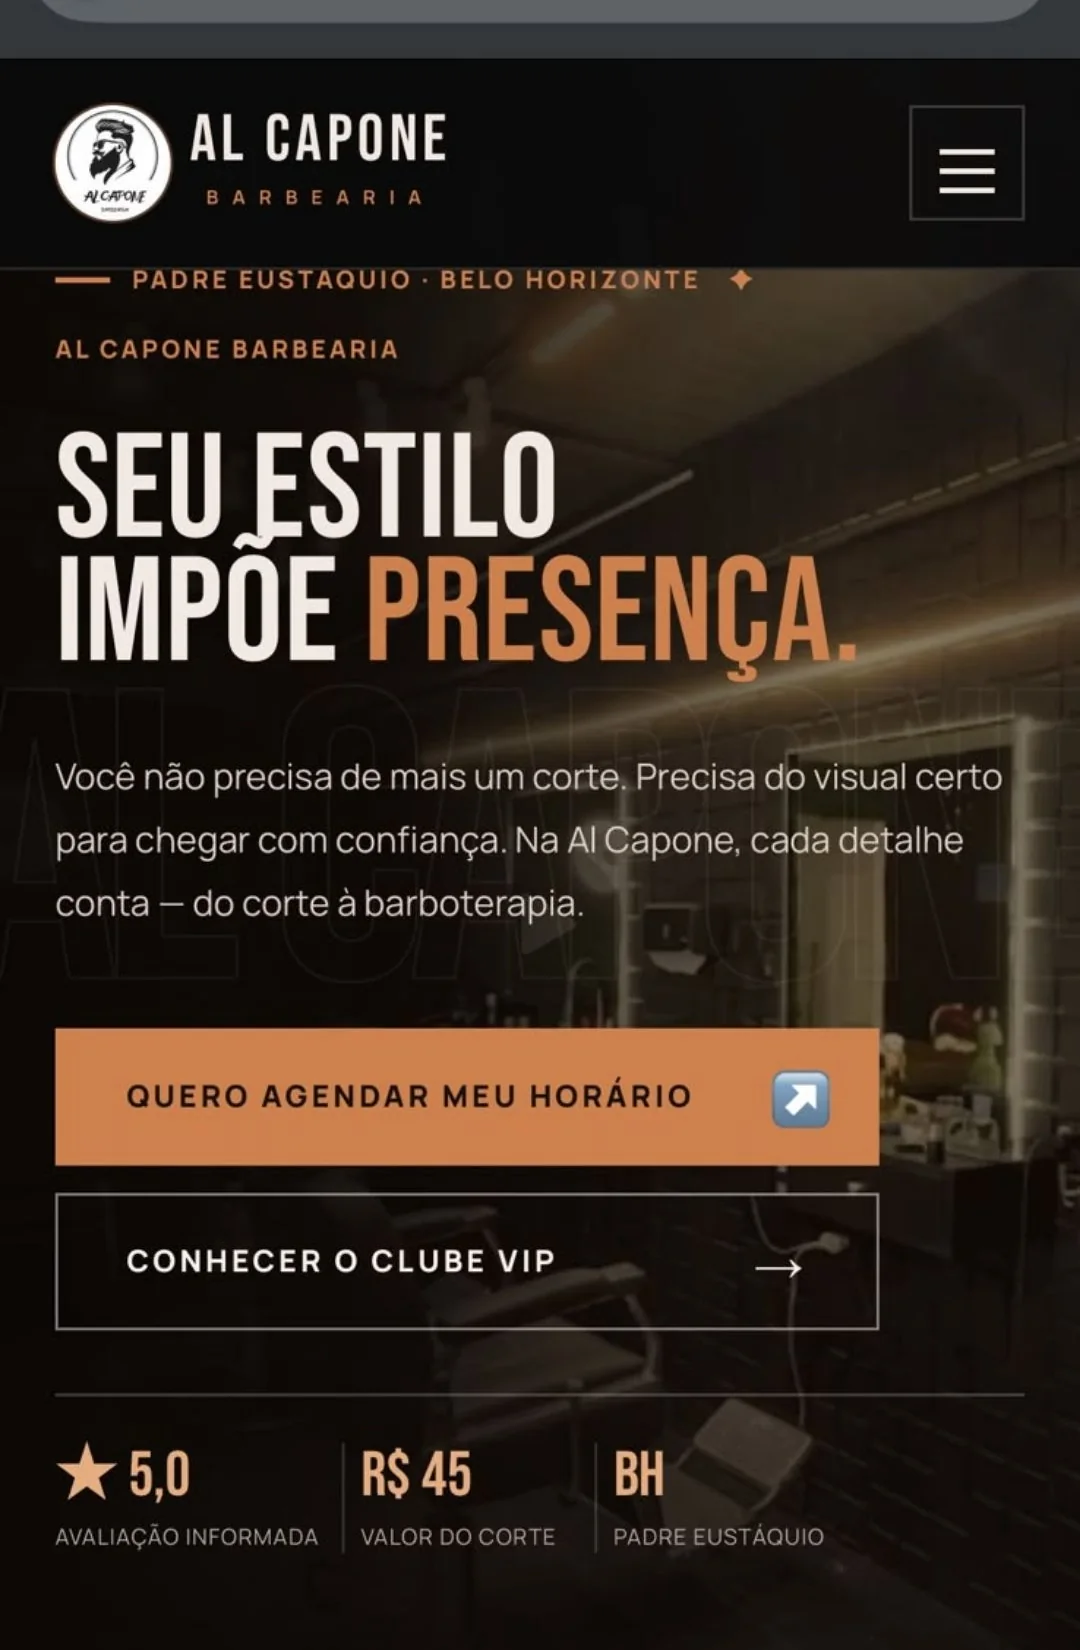 AL CAPONE
BARBEARIA
AL CAPONE
PADRE EUSTAQUIO · BELO HORIZONTE ✦
AL CAPONE BARBEARIA
SEU ESTILO
IMPÕE PRESENÇA.
AL CAPONE
Você não precisa de mais um corte. Precisa do visual certo
para chegar com confiança. Na Al Capone, cada detalhe
conta — do corte à barboterapia.
QUERO AGENDAR MEU HORÁRIO ↗
CONHECER O CLUBE VIP →
★ 5,0
AVALIAÇÃO INFORMADA
R$ 45
VALOR DO CORTE
BH
PADRE EUSTÁQUIO